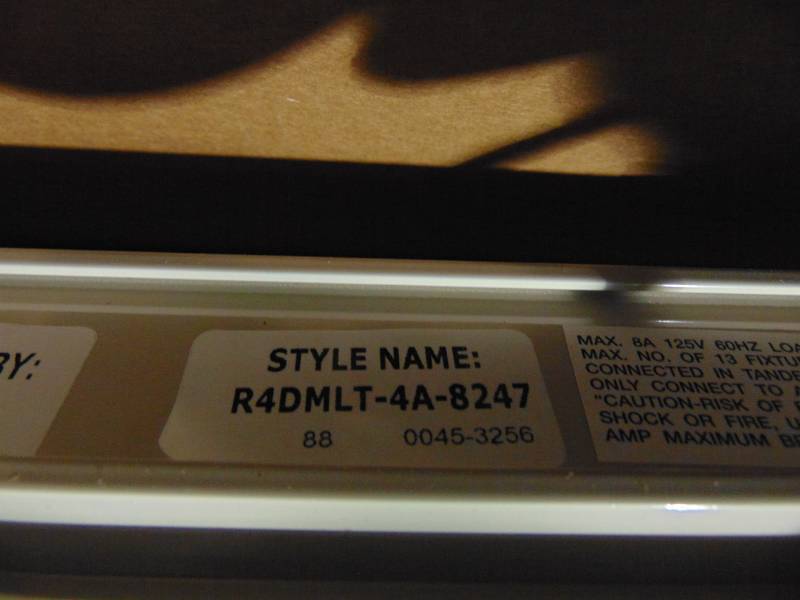 BY:
STYLE NAME:
R4DMLT-4A-8247
88 0045-3256
MAX. 8A 125V 60HZ
MAX. NO. OF 13
CONNECTED IN
ONLY CONNECT TO
"CAUTION-RISK OF
SHOCK OR FIRE,
AMP MAXIMUM